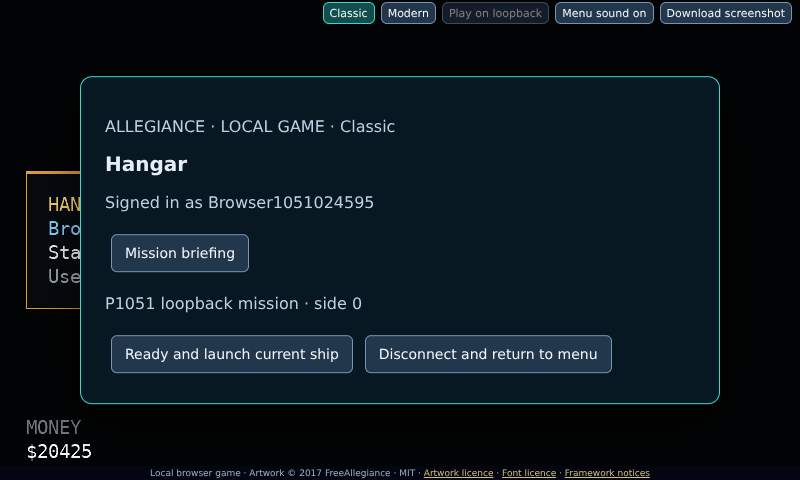 Classic Modern Play on loopback Menu sound on Download screenshot
ALLEGIANCE · LOCAL GAME · Classic
Hangar
Signed in as Browser1051024595
Mission briefing
P1051 loopback mission · side 0
Ready and launch current ship Disconnect and return to menu
HAN
Bro
Sta
Use
MONEY
$20425
Local browser game · Artwork © 2017 FreeAllegiance · MIT · Artwork licence · Font licence · Framework notices